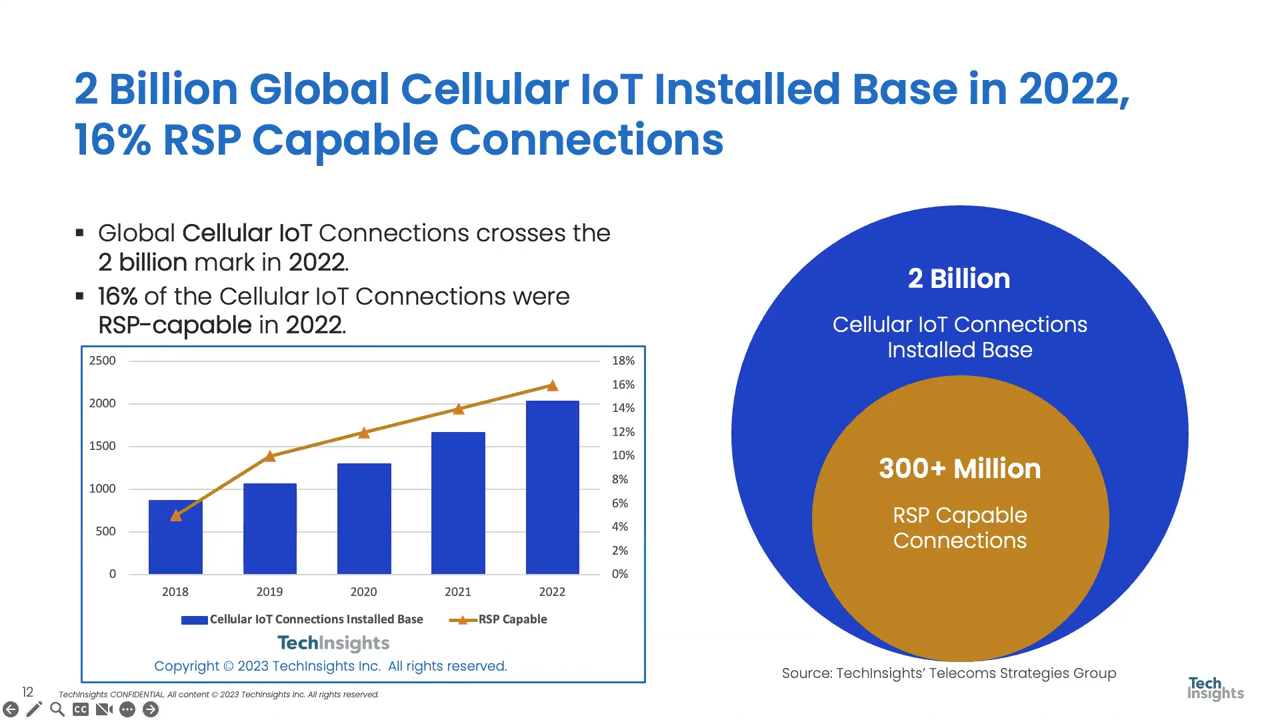 2 Billion Global Cellular IoT Installed Base in 2022,
16% RSP Capable Connections
▪ Global Cellular IoT Connections crosses the
2 billion mark in 2022.
▪ 16% of the Cellular IoT Connections were
RSP-capable in 2022.
2500
2000
1500
1000
500
0
18%
16%
14%
12%
10%
8%
6%
4%
2%
0%
2018 2019 2020 2021 2022
Cellular IoT Connections Installed Base RSP Capable
TechInsights
Copyright © 2023 TechInsights Inc. All rights reserved.
2 Billion
Cellular IoT Connections
Installed Base
300+ Million
RSP Capable
Connections
Source: TechInsights' Telecoms Strategies Group
12 TechInsights CONFIDENTIAL. All content © 2023 TechInsights Inc. All rights reserved.
CC
Tech
Insights